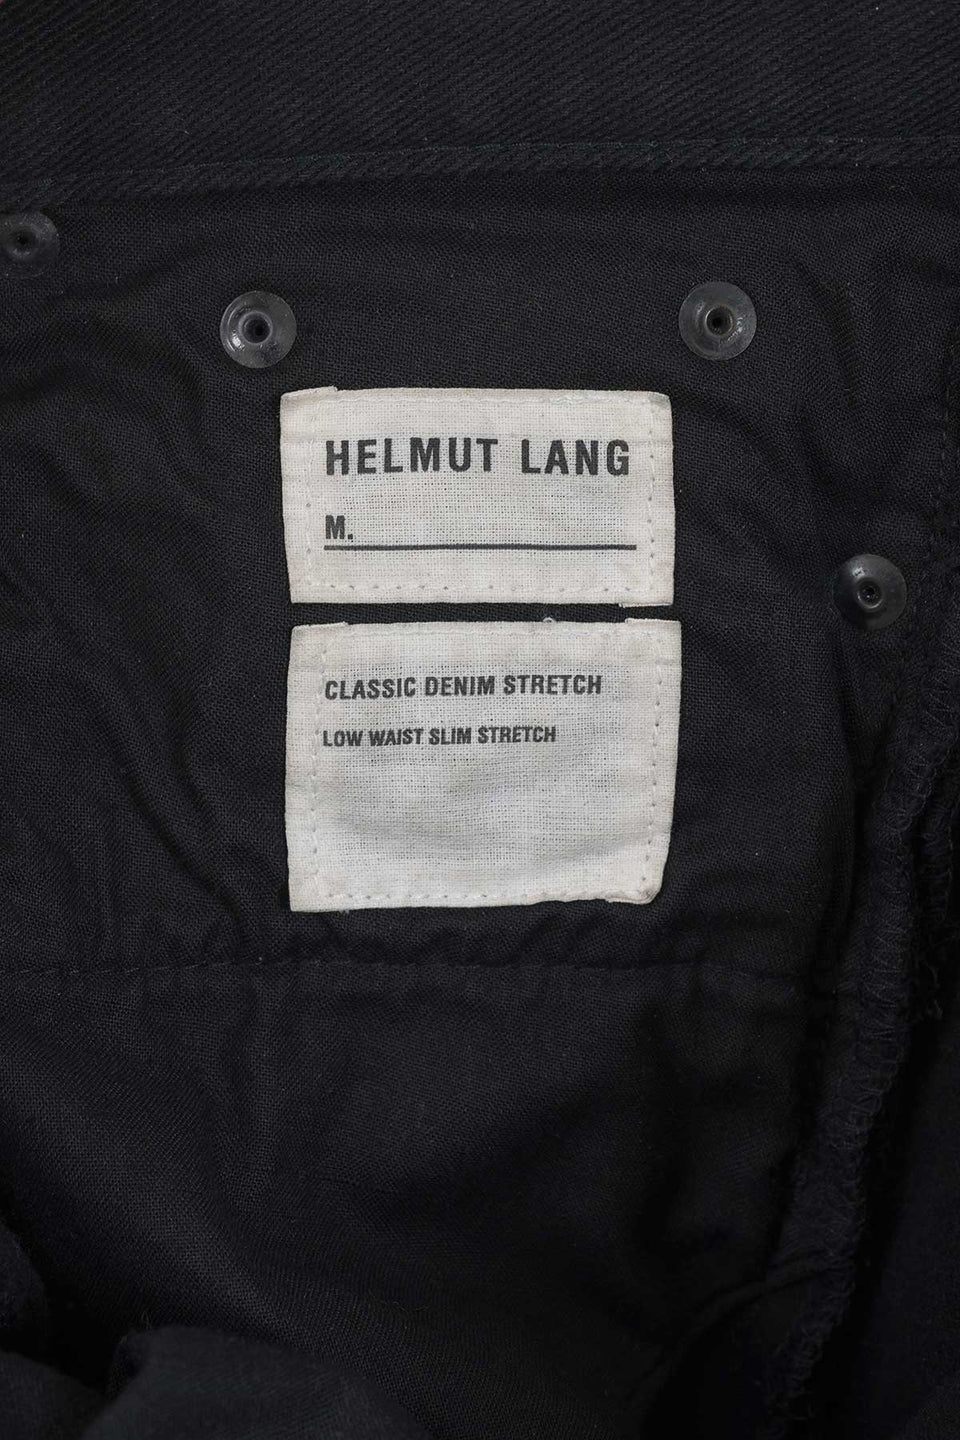 HELMUT LANG
M.
CLASSIC DENIM STRETCH
LOW WAIST SLIM STRETCH